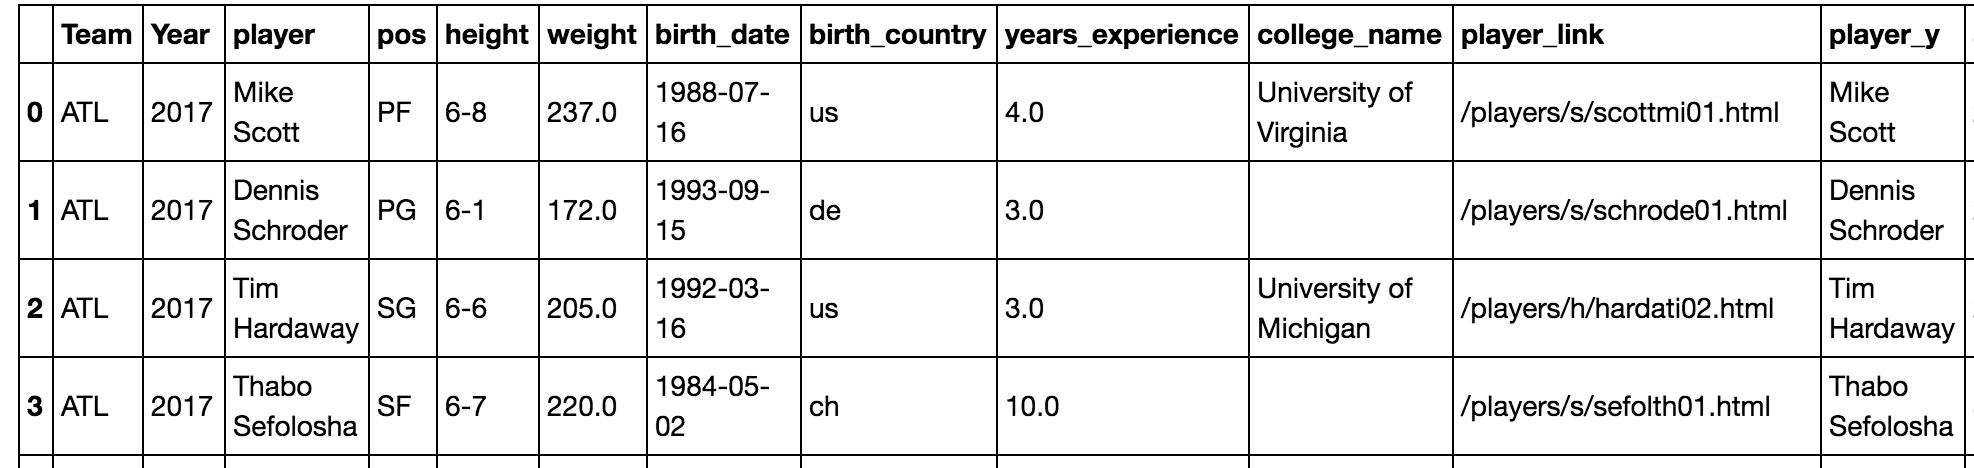 Team Year player pos height weight birth_date birth_country years_experience college_name player_link player_y
0 ATL 2017 Mike Scott PF 6-8 237.0 1988-07-16 us 4.0 University of Virginia /players/s/scottmi01.html Mike Scott
1 ATL 2017 Dennis Schroder PG 6-1 172.0 1993-09-15 de 3.0 /players/s/schrode01.html Dennis Schroder
2 ATL 2017 Tim Hardaway SG 6-6 205.0 1992-03-16 us 3.0 University of Michigan /players/h/hardati02.html Tim Hardaway
3 ATL 2017 Thabo Sefolosha SF 6-7 220.0 1984-05-02 ch 10.0 /players/s/sefolth01.html Thabo Sefolosha